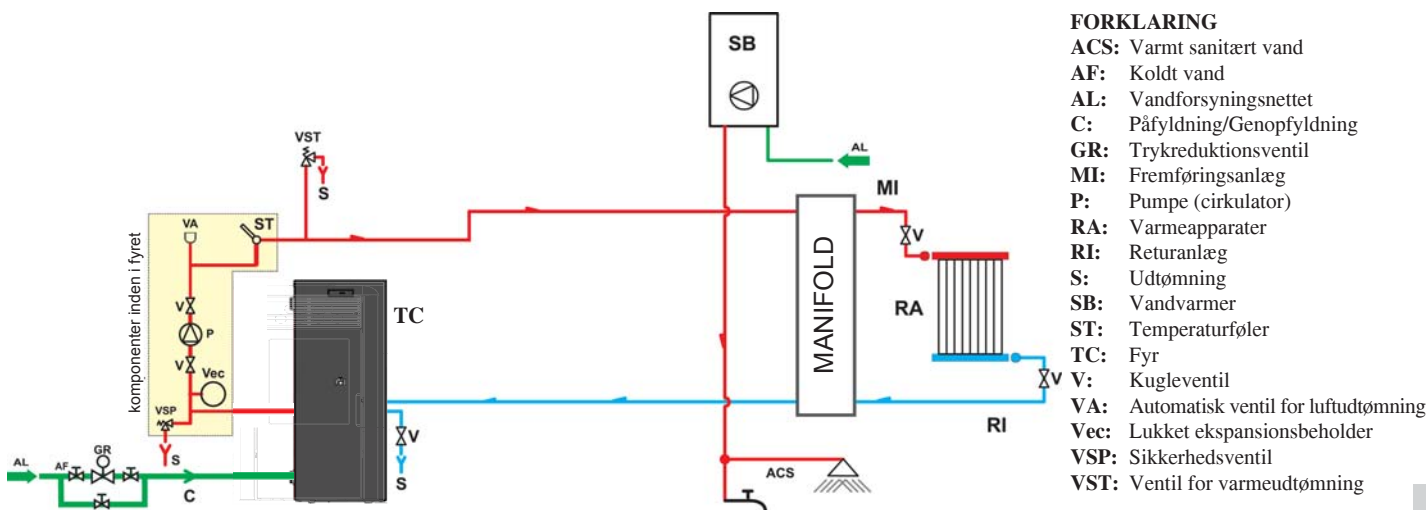 SB
AL
VST
S
MI
VA
ST
V
MANIFOLD
RA
komponenter inden i fyret
V
P
V
TC
Vec
VSP
V
V
RI
S
GR
AL
AF
C
S
ACS
FORKLARING
ACS: Varmt sanitært vand
AF: Koldt vand
AL: Vandforsyningsnettet
C: Påfyldning/Genopfyldning
GR: Trykreduktionsventil
MI: Fremføringsanlæg
P: Pumpe (cirkulator)
RA: Varmeapparater
RI: Returanlæg
S: Udtømning
SB: Vandvarmer
ST: Temperaturføler
TC: Fyr
V: Kugleventil
VA: Automatisk ventil for luftudtømning
Vec: Lukket ekspansionsbeholder
VSP: Sikkerhedsventil
VST: Ventil for varmeudtømning